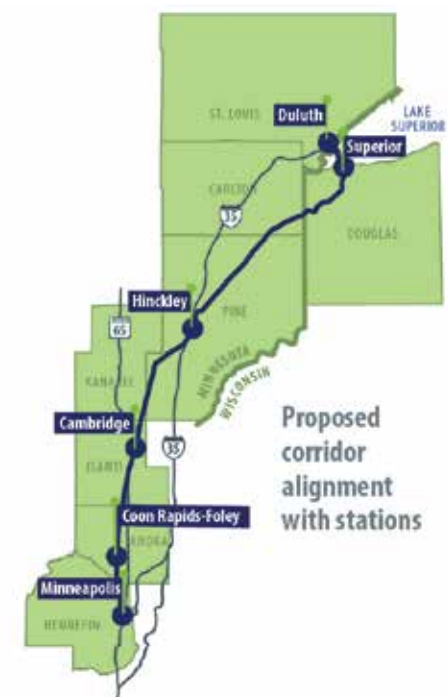 ST. LOUIS
Duluth
LAKE
SUPERIOR
Superior
CARLTON
35
DOUGLAS
Hinckley
PINE
65
MINNESOTA
WISCONSIN
KANABEC
Cambridge
35
ISANTI
Proposed
corridor
alignment
with stations
Coon Rapids-Foley
ANOKA
Minneapolis
HENNEPIN